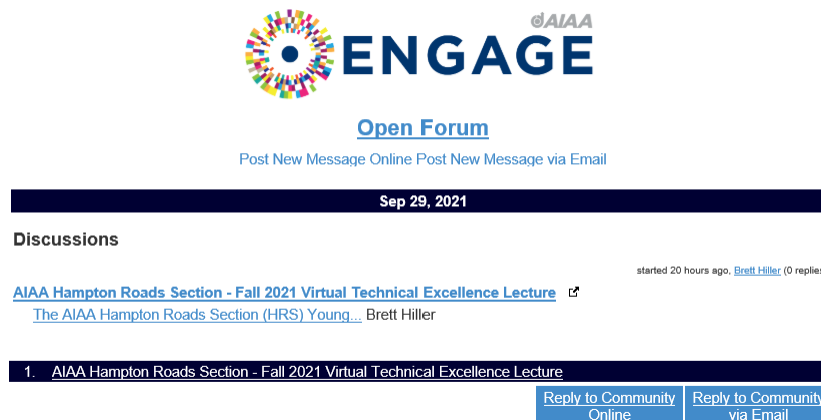 AIAA
ENGAGE
Open Forum
Post New Message Online Post New Message via Email
Sep 29, 2021
Discussions
started 20 hours ago, Brett Hiller (0 replies
AIAA Hampton Roads Section - Fall 2021 Virtual Technical Excellence Lecture
The AIAA Hampton Roads Section (HRS) Young... Brett Hiller
1. AIAA Hampton Roads Section - Fall 2021 Virtual Technical Excellence Lecture
Reply to Community Online
Reply to Community via Email